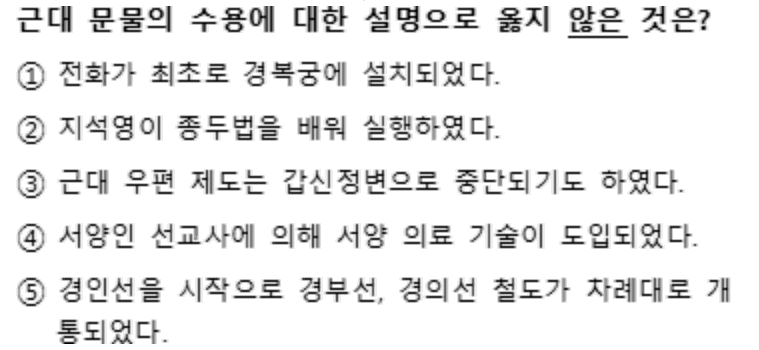 근대 문물의 수용에 대한 설명으로 옳지 않은 것은?
① 전화가 최초로 경복궁에 설치되었다.
② 지석영이 종두법을 배워 실행하였다.
③ 근대 우편 제도는 갑신정변으로 중단되기도 하였다.
④ 서양인 선교사에 의해 서양 의료 기술이 도입되었다.
⑤ 경인선을 시작으로 경부선, 경의선 철도가 차례대로 개
통되었다.